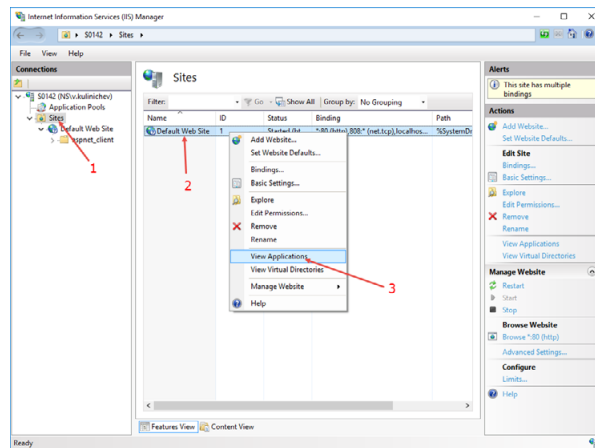 Internet Information Services (IIS) Manager
S0142 Sites
File View Help
Connections
S0142 (NS\v.kulinichev)
Application Pools
Sites
Default Web Site
aspnet_client
1
Sites
Filter: Go Show All Group by: No Grouping
Name ID Status Binding Path
Default Web Site 1 Started (ht... *:80 (http),808:* (net.tcp),localhos... %SystemDr
2
Add Website...
Set Website Defaults...
Bindings...
Basic Settings...
Explore
Edit Permissions...
Remove
Rename
View Applications
View Virtual Directories
Manage Website
Help
3
Features View Content View
Ready
Alerts
This site has multiple
bindings
Actions
Add Website...
Set Website Defaults...
Edit Site
Bindings...
Basic Settings...
Explore
Edit Permissions...
Remove
Rename
View Applications
View Virtual Directories
Manage Website
Restart
Start
Stop
Browse Website
Browse *:80 (http)
Advanced Settings...
Configure
Limits...
Help